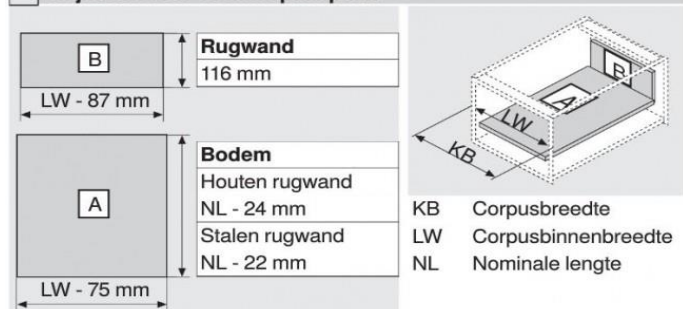 B
Rugwand
116 mm
LW - 87 mm
A
Bodem
Houten rugwand
NL - 24 mm
Stalen rugwand
NL - 22 mm
LW - 75 mm
B
A
LW
KB
KB Corpusbreedte
LW Corpusbinnenbreedte
NL Nominale lengte